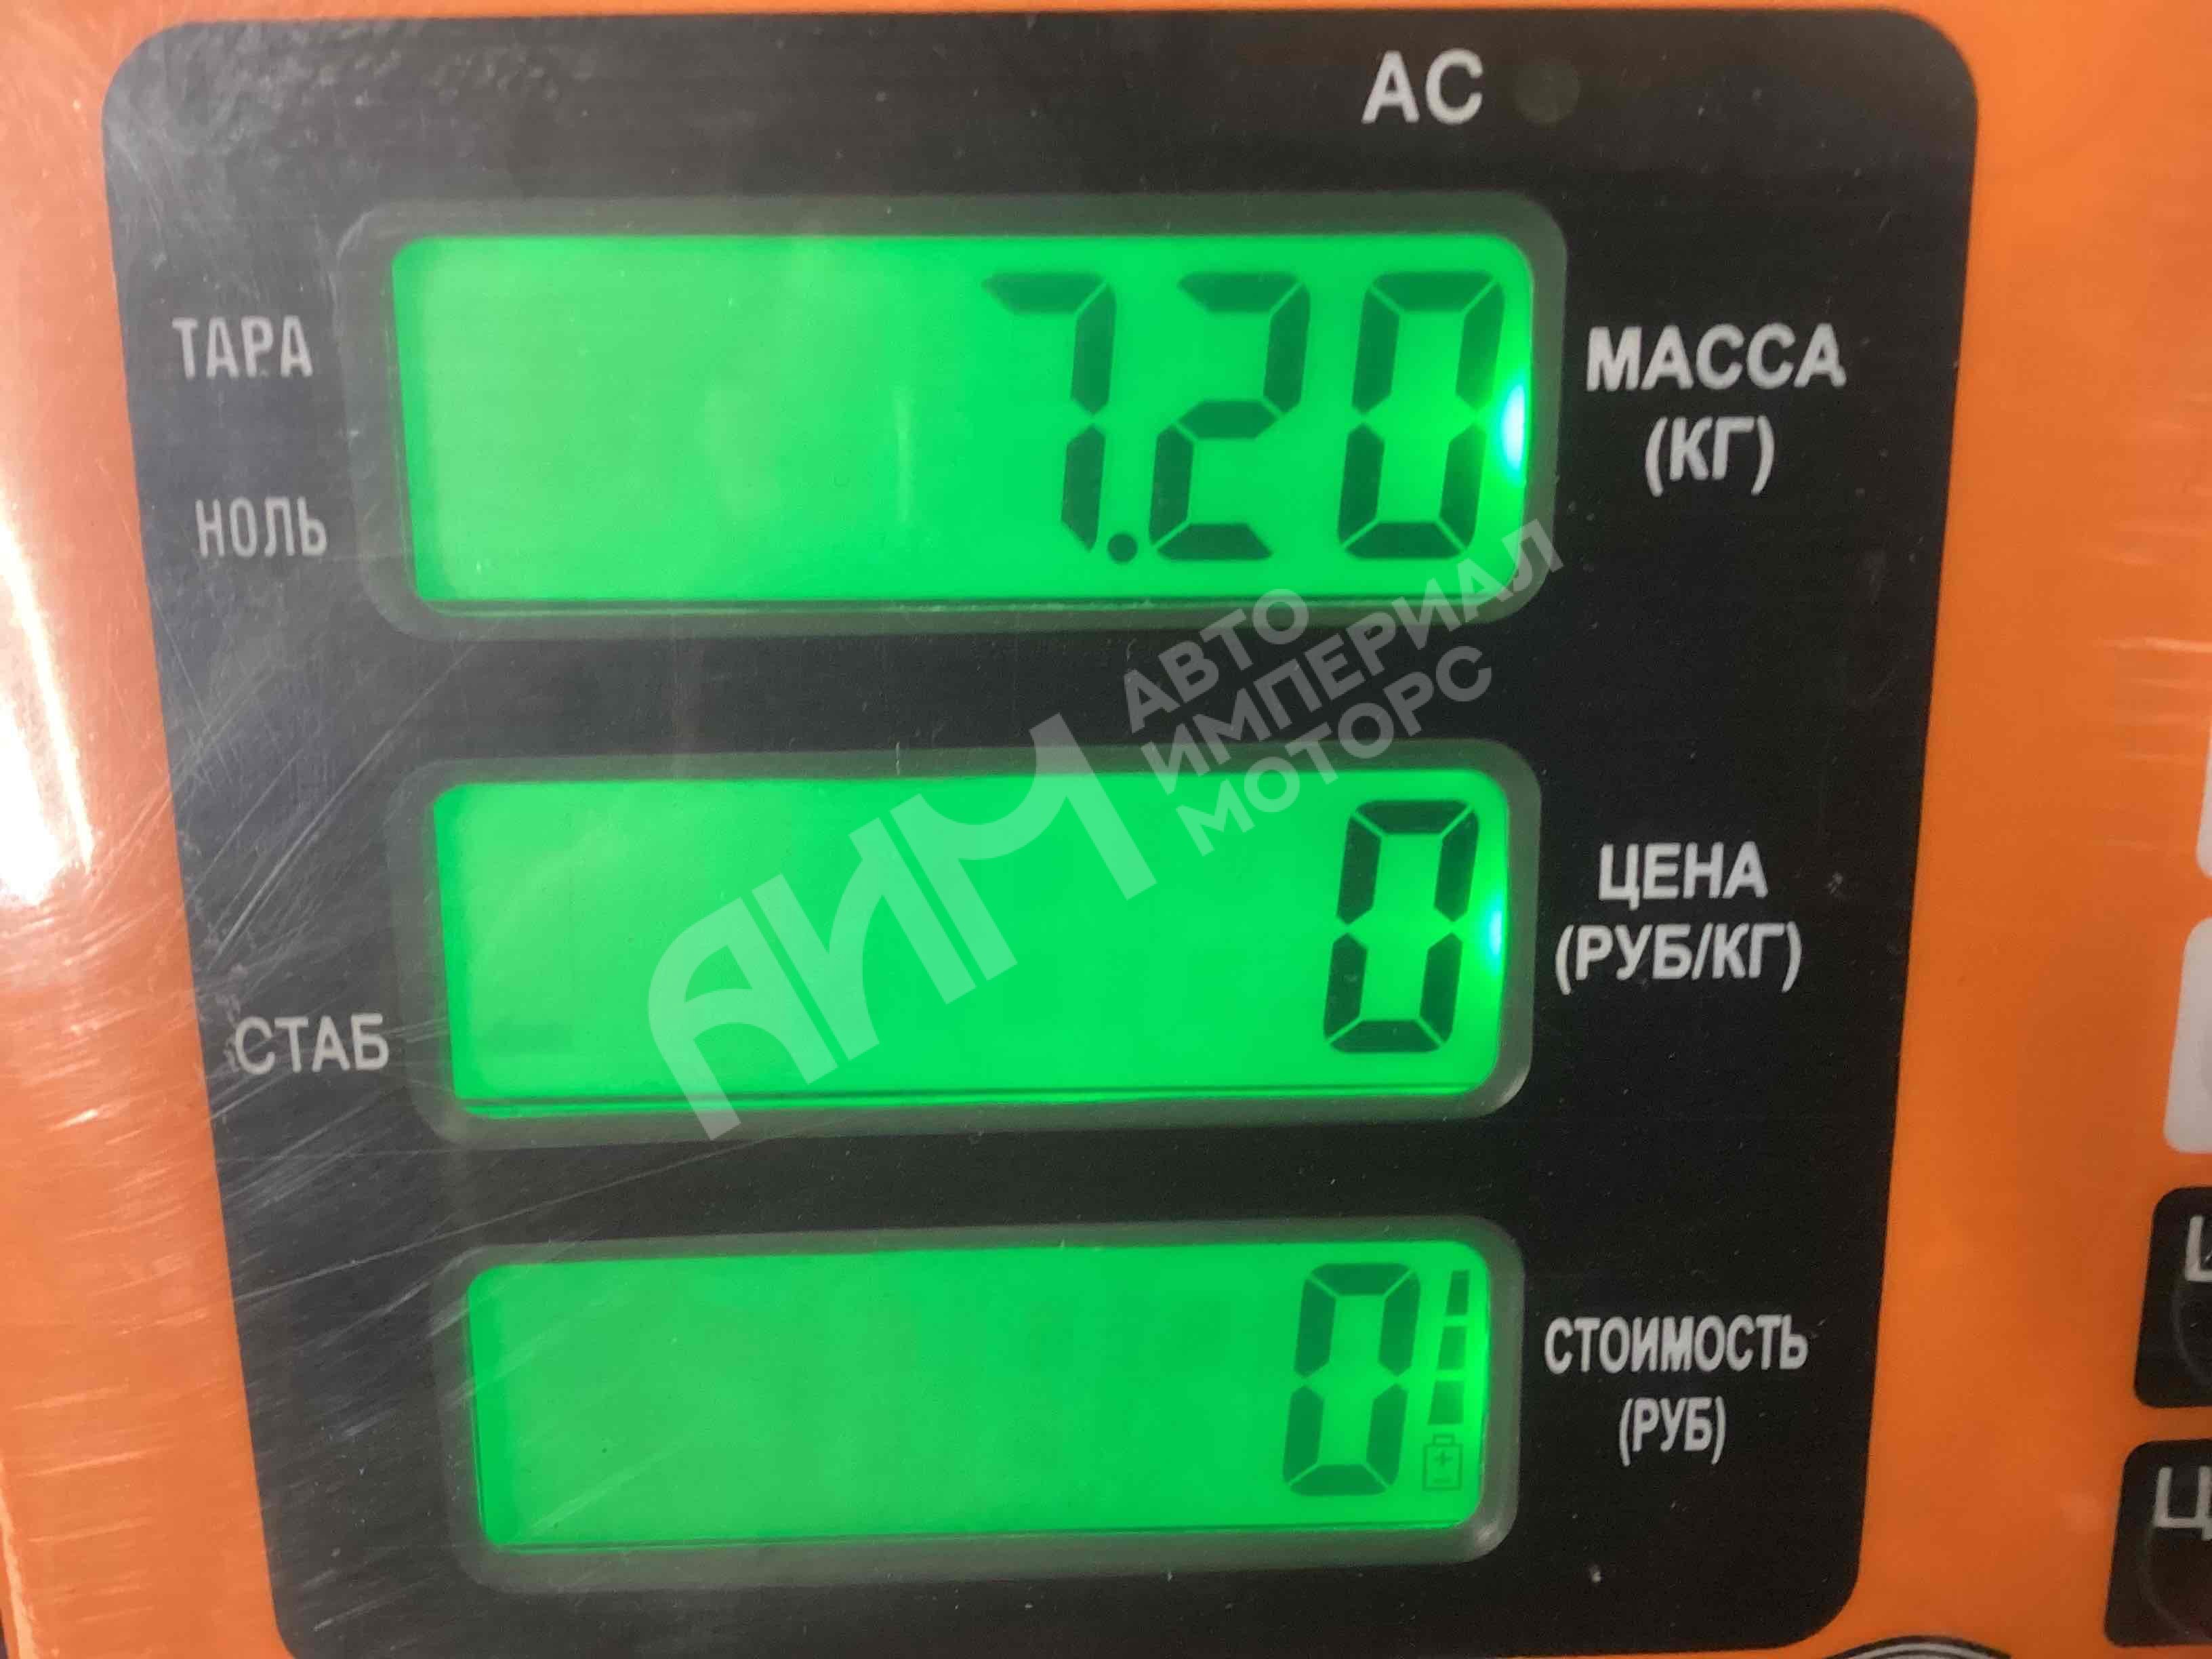 AC
ТАРА
7.20
МАССА
(КГ)
НОЛЬ
АИМ
АВТО
ИМПЕРИАЛ
МОТОРС
0
ЦЕНА
(РУБ/КГ)
СТАБ
0
СТОИМОСТЬ
(РУБ)